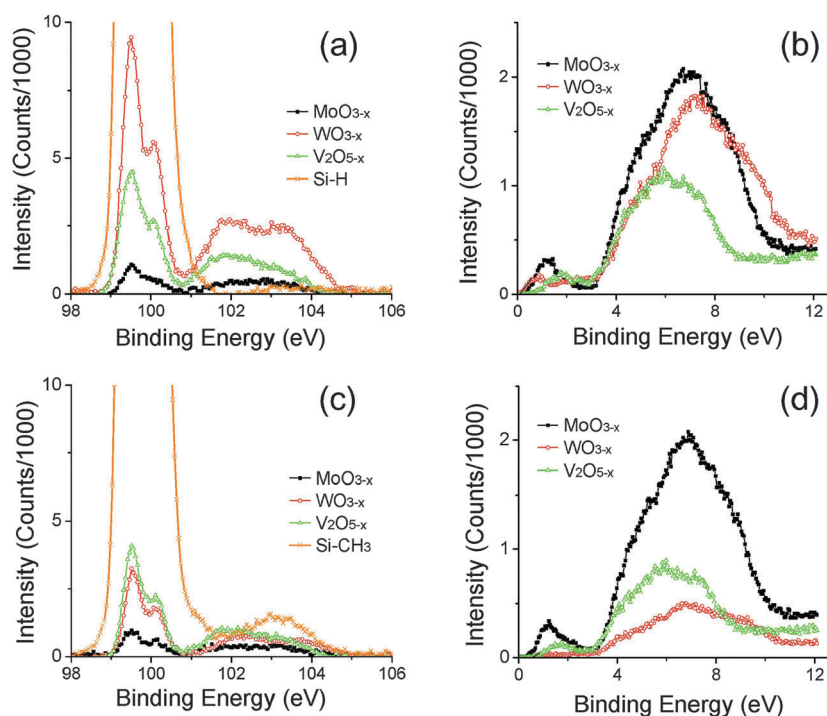 (a)
Intensity (Counts/1000)
10
5
0
MoO3-x
WO3-x
V2O5-x
Si-H
98 100 102 104 106
Binding Energy (eV)
(b)
Intensity (Counts/1000)
2
1
0
MoO3-x
WO3-x
V2O5-x
0 4 8 12
Binding Energy (eV)
(c)
Intensity (Counts/1000)
10
5
0
MoO3-x
WO3-x
V2O5-x
Si-CH3
98 100 102 104 106
Binding Energy (eV)
(d)
Intensity (Counts/1000)
2
1
0
MoO3-x
WO3-x
V2O5-x
0 4 8 12
Binding Energy (eV)